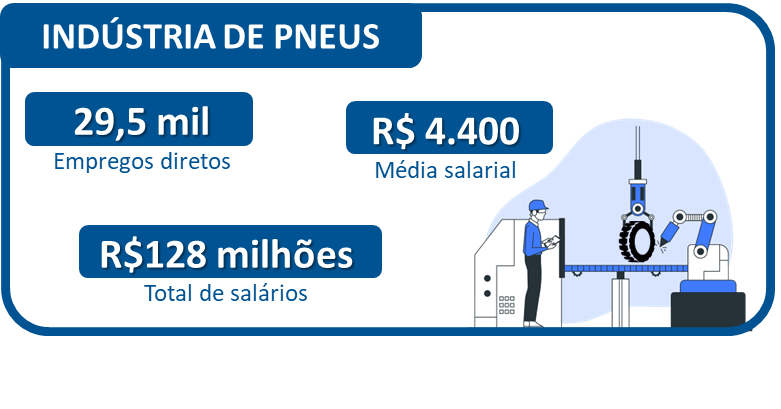 INDÚSTRIA DE PNEUS
29,5 mil
Empregos diretos
R$ 4.400
Média salarial
R$128 milhões
Total de salários